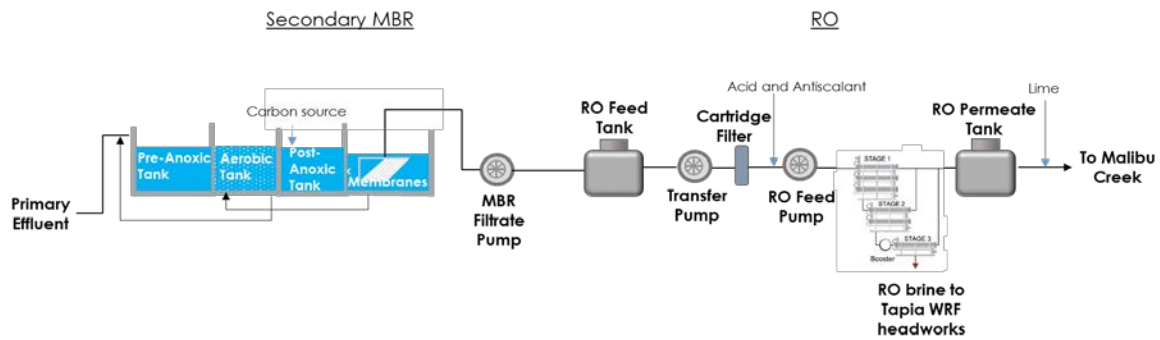 Secondary MBR
RO
Carbon source
Pre-Anoxic
Tank
Aerobic
Tank
Post-
Anoxic
Tank
k
Membranes
Primary
Effluent
MBR
Filtrate
Pump
RO Feed
Tank
Transfer
Pump
Cartridge
Filter
Acid and Antiscalant
RO Feed
Pump
STAGE 1
STAGE 2
STAGE 3
Booster
RO brine to
Tapia WRF
headworks
RO Permeate
Tank
Lime
To Malibu
Creek